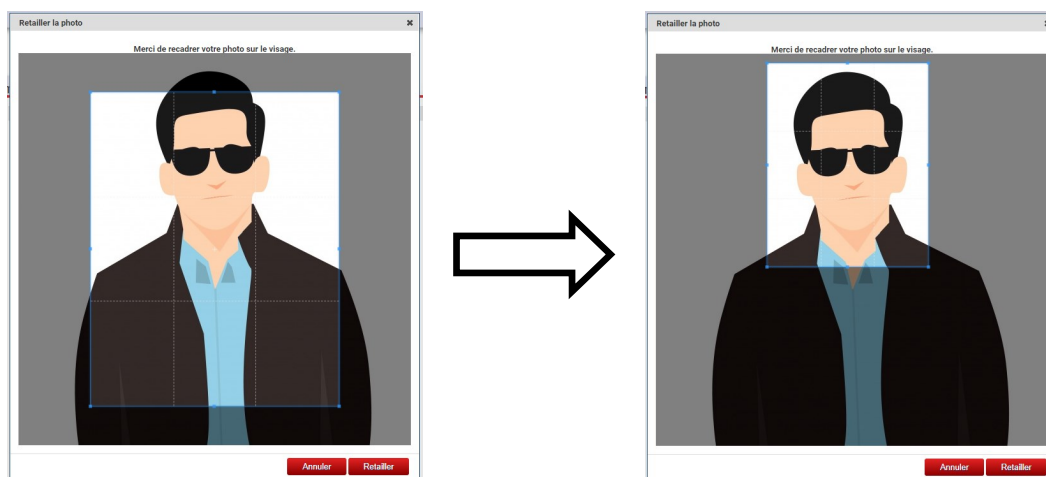 Retailler la photo
Merci de recadrer votre photo sur le visage.
Annuler Retailler
Retailler la photo
Merci de recadrer votre photo sur le visage.
Annuler Retailler